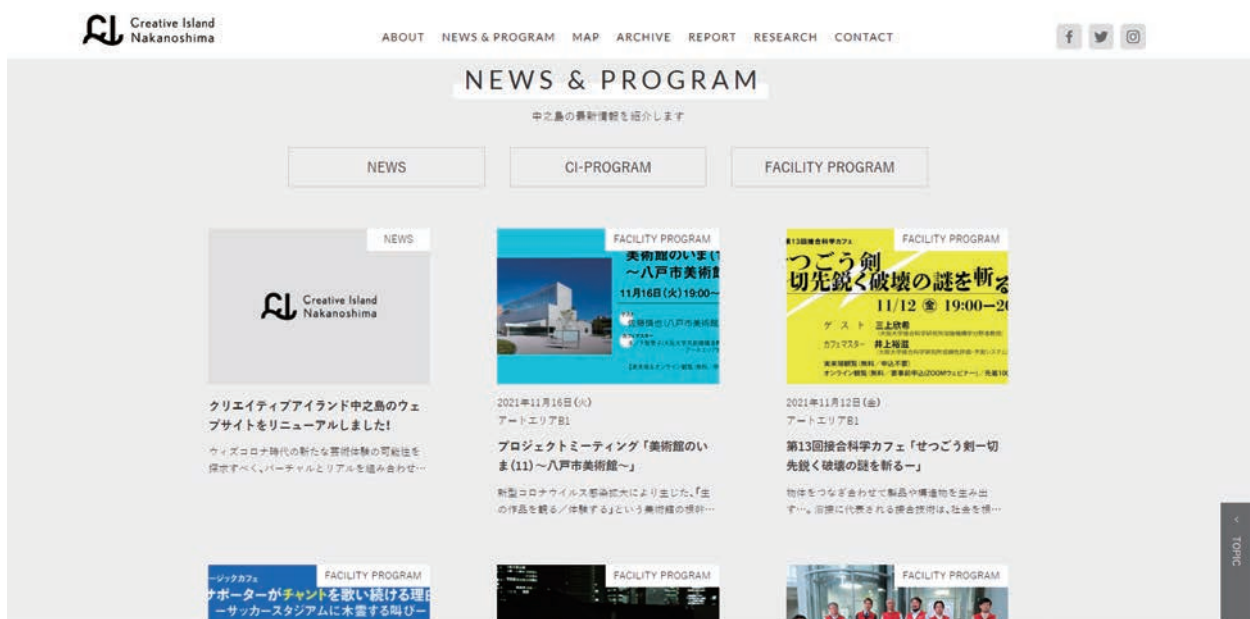 Creative Island
Nakanoshima
ABOUT NEWS & PROGRAM MAP ARCHIVE REPORT RESEARCH CONTACT
NEWS & PROGRAM
中之島の最新情報を紹介します
NEWS CI-PROGRAM FACILITY PROGRAM
NEWS
Creative Island
Nakanoshima
クリエイティブアイランド中之島のウェ
ブサイトをリニューアルしました!
ウィズコロナ時代の新たな芸術体験の可能性を
探求すべく、バーチャルとリアルを組み合わせ…
FACILITY PROGRAM
美術館のいま(1
〜八戸市美術館
11月16日(火)19:00〜
ゲスト
カフェマスター
2021年11月16日(火)
アートエリアB1
プロジェクトミーティング「美術館のい
ま(11)〜八戸市美術館〜」
新型コロナウイルス感染拡大により生じた、『生
の作品を観る/体験する』という美術館の根幹…
FACILITY PROGRAM
第13回接合科学カフェ
つごう剣
切先鋭く破壊の謎を斬る
11/12 金 19:00―20
ゲスト 三上欣希
カフェマスター 井上裕滋
2021年11月12日(金)
アートエリアB1
第13回接合科学カフェ「せつごう剣一切
先鋭く破壊の謎を斬るー」
物体をつなぎ合わせて製品や構造物を生み出
す…。溶接に代表される接合技術は、社会を根…
TOPIC
FACILITY PROGRAM
ージックカフェ
サポーターがチャントを歌い続ける理由
ーサッカースタジアムに木霊する叫びー
FACILITY PROGRAM
FACILITY PROGRAM